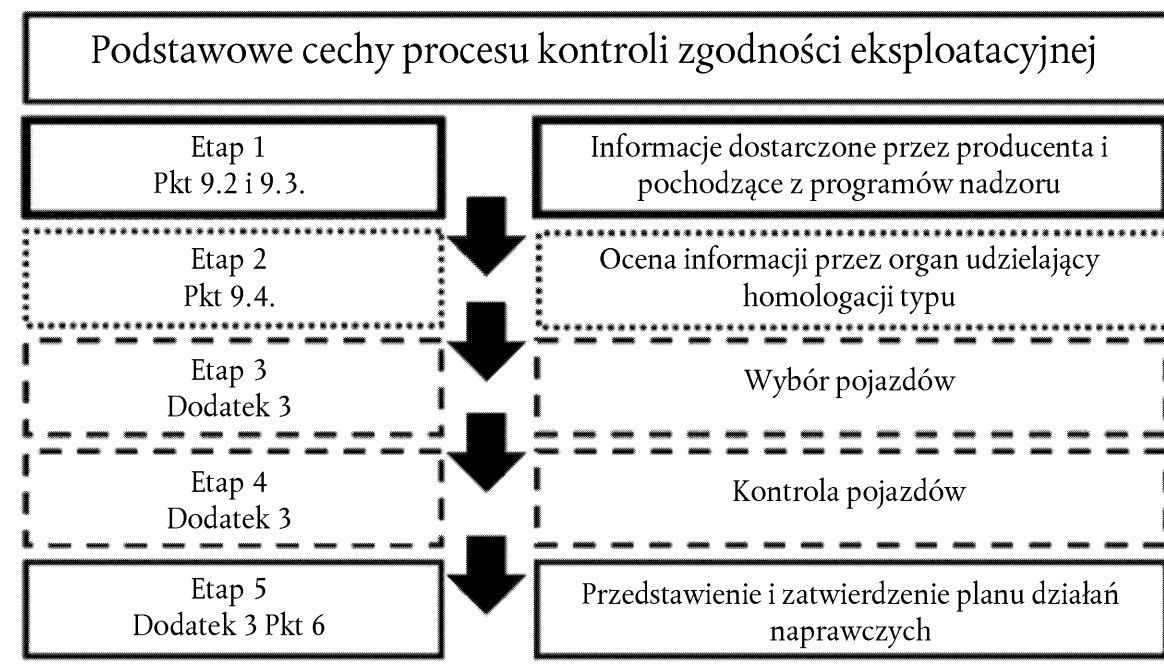 Podstawowe cechy procesu kontroli zgodności eksploatacyjnej
Etap 1
Pkt 9.2 i 9.3.
Informacje dostarczone przez producenta i
pochodzące z programów nadzoru
Etap 2
Pkt 9.4.
Ocena informacji przez organ udzielający
homologacji typu
Etap 3
Dodatek 3
Wybór pojazdów
Etap 4
Dodatek 3
Kontrola pojazdów
Etap 5
Dodatek 3 Pkt 6
Przedstawienie i zatwierdzenie planu działań
naprawczych